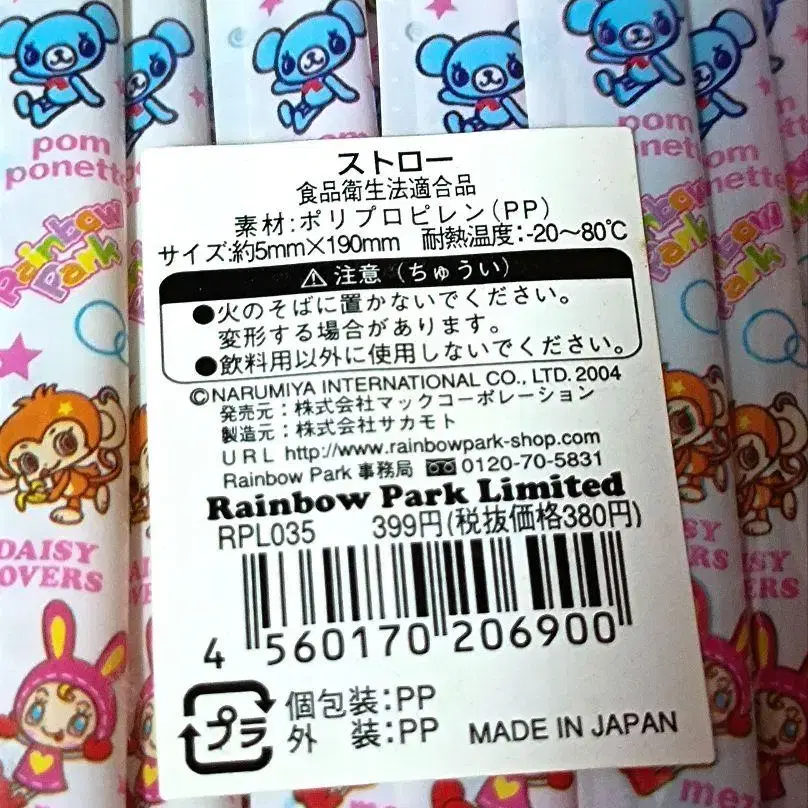 pom
ponette
Rainbow
Park
DAISY
LOVERS
ストロー
食品衛生法適合品
素材:ポリプロピレン(PP)
サイズ:約5mm×190mm 耐熱温度:-20〜80℃
⚠注意(ちゅうい)
●火のそばに置かないでください。
変形する場合があります。
●飲料用以外に使用しないでください。
©NARUMIYA INTERNATIONAL CO., LTD. 2004
発売元:株式会社マックコーポレーション
製造元:株式会社サカモト
URL http://www.rainbowpark-shop.com
Rainbow Park 事務局 0120-70-5831
Rainbow Park Limited
RPL035 399円(税抜価格380円)
4 560170 206900
プラ
個包装:PP
外 装:PP
MADE IN JAPAN
pom
ponette
pom
Park